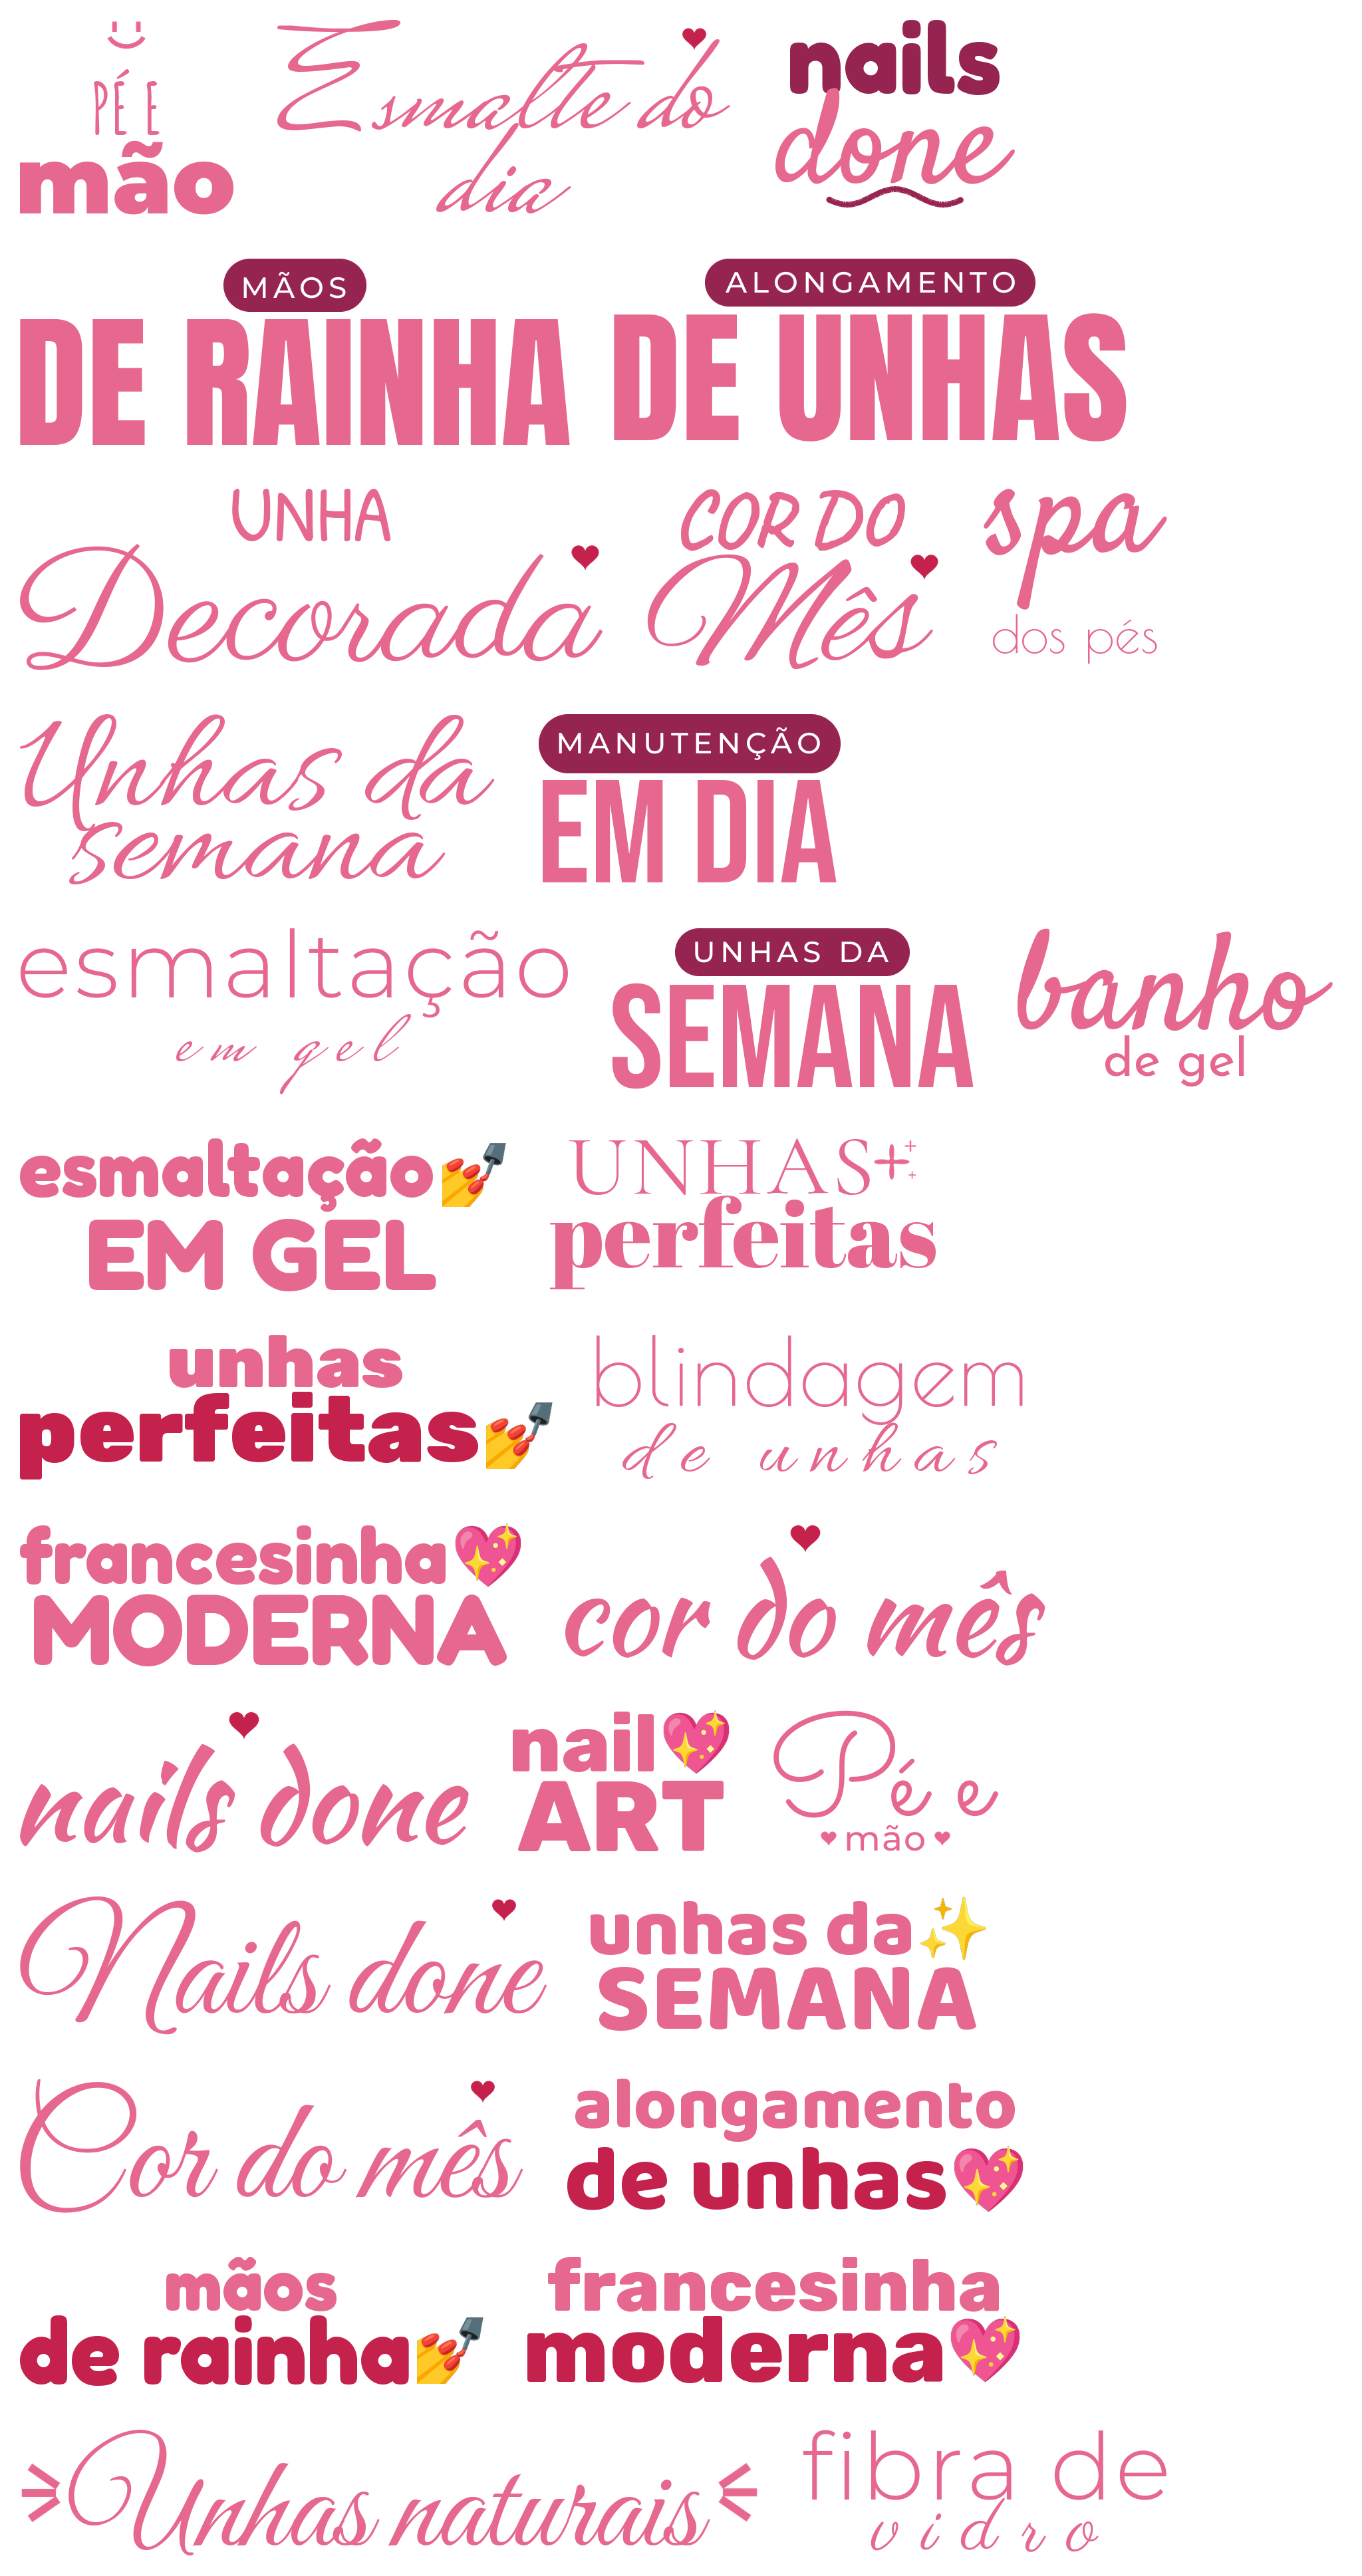 PÉ E
mão
Esmalte do
dia
nails
done
MÃOS
DE RAINHA
ALONGAMENTO
DE UNHAS
UNHA
Decorada
COR DO
Mês
spa
dos pés
Unhas da
semana
MANUTENÇÃO
EM DIA
esmaltação
em gel
UNHAS DA
SEMANA
banho
de gel
esmaltação
EM GEL
UNHAS
perfeitas
unhas
perfeitas
blindagem
de unhas
francesinha
MODERNA
cor do mês
nails done
nail
ART
Pé e
mão
Nails done
unhas da
SEMANA
Cor do mês
alongamento
de unhas
mãos
de rainha
francesinha
moderna
Unhas naturais
fibra de
vidro